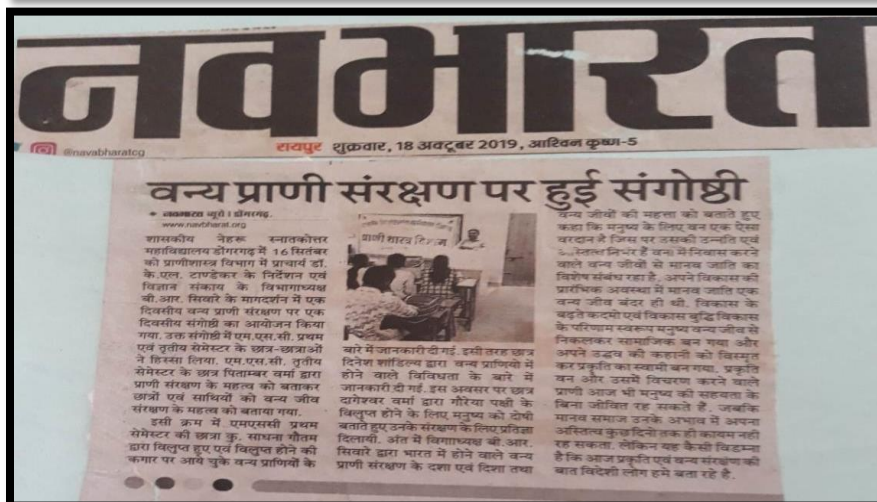 नवभारत
@navabharatcg
रायपुर शुक्रवार, 18 अक्टूबर 2019, आश्विन कृष्ण-5
वन्य प्राणी संरक्षण पर हुई संगोष्ठी
नवभारत ब्यूरो । डोंगरगढ़.
www.navbharat.org
शासकीय नेहरू स्नातकोत्तर
महाविद्यालय डोंगरगढ़ में 16 सितंबर
को प्राणीशास्त्र विभाग में प्राचार्य डॉ.
के.एल. टाण्डेकर के निर्देशन एवं
विज्ञान संकाय के विभागाध्यक्ष
बी.आर. सिवारे के मागदर्शन में एक
दिवसीय वन्य प्राणी संरक्षण पर एक
दिवसीय संगोष्ठी का आयोजन किया
गया. उक्त संगोष्ठी में एम.एस.सी. प्रथम
एवं तृतीय सेमेस्टर के छात्र-छात्राओं
ने हिस्सा लिया. एम.एस.सी. तृतीय
सेमेस्टर के छात्र पिताम्बर वर्मा द्वारा
प्राणी संरक्षण के महत्व को बताकर
छात्रों एवं साथियों को वन्य जीव
संरक्षण के महत्व को बताया गया.
इसी क्रम में एमएससी प्रथम
सेमेस्टर की छात्रा कु. साधना गौतम
द्वारा विलुप्त हुए एवं विलुप्त होने की
कगार पर आये चुके वन्य प्राणियों के
प्राणी शास्त्र विभाग
बारे में जानकारी दी गई. इसी तरह छात्र
दिनेश शांडिल्य द्वारा वन्य प्राणियों में
होने वाले विविधता के बारे में
जानकारी दी गई. इस अवसर पर छात्र
दागेश्वर वर्मा द्वारा गौरैया पक्षी के
विलुप्त होने के लिए मनुष्य को दोषी
बताते हुए उनके संरक्षण के लिए प्रतिज्ञा
दिलायी. अंत में विभाध्यक्ष बी.आर.
सिवारे द्वारा भारत में होने वाले वन्य
प्राणी संरक्षण के दशा एवं दिशा तथा
वन्य जीवों की महत्ता को बताते हुए
कहा कि मनुष्य के लिए वन एक ऐसा
वरदान है जिस पर उसकी उन्नति एवं
निर्भर हैं वनों में निवास करने
वाले वन्य जीवों से मानव जाति का
विशेष संबंध रहा है. अपने विकास की
प्रारंभिक अवस्था में मानव जाति एक
वन्य जीव बंदर ही थी. विकास के
बढ़ते कदमो एवं विकास बुद्धि विकास
के परिणाम स्वरूप मनुष्य वन्य जीव से
निकलकर सामाजिक बन गया और
अपने उद्भव की कहानी को विस्मृत
कर प्रकृति का स्वामी बन गया. प्रकृति
वन और उसमें विचरण करने वाले
प्राणी आज भी मनुष्य की सहयता के
बिना जीवित रह सकते हैं. जबकि
मानव समाज उनके अभाव में अपना
अस्तित्व कुछ दिनों तक ही कायम नही
रह सकता. लेकिन यह कैसी विडम्ना
है कि आज प्रकृति एवं वन्य संरक्षण की
बात विदेशी लोग हमे बता रहे है.